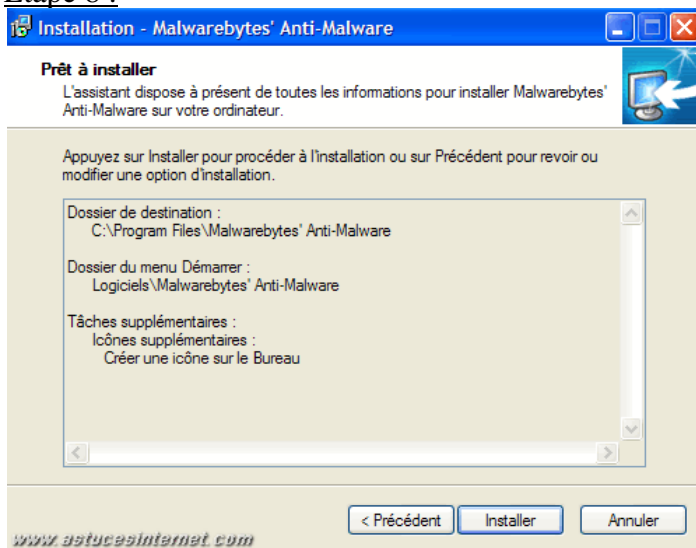 Étape 8 :
Installation - Malwarebytes' Anti-Malware
Prêt à installer
L'assistant dispose à présent de toutes les informations pour installer Malwarebytes'
Anti-Malware sur votre ordinateur.
Appuyez sur Installer pour procéder à l'installation ou sur Précédent pour revoir ou
modifier une option d'installation.
Dossier de destination :
C:\Program Files\Malwarebytes' Anti-Malware
Dossier du menu Démarrer :
Logiciels\Malwarebytes' Anti-Malware
Tâches supplémentaires :
Icônes supplémentaires :
Créer une icône sur le Bureau
< Précédent
Installer
Annuler
www.astucesinternet.com